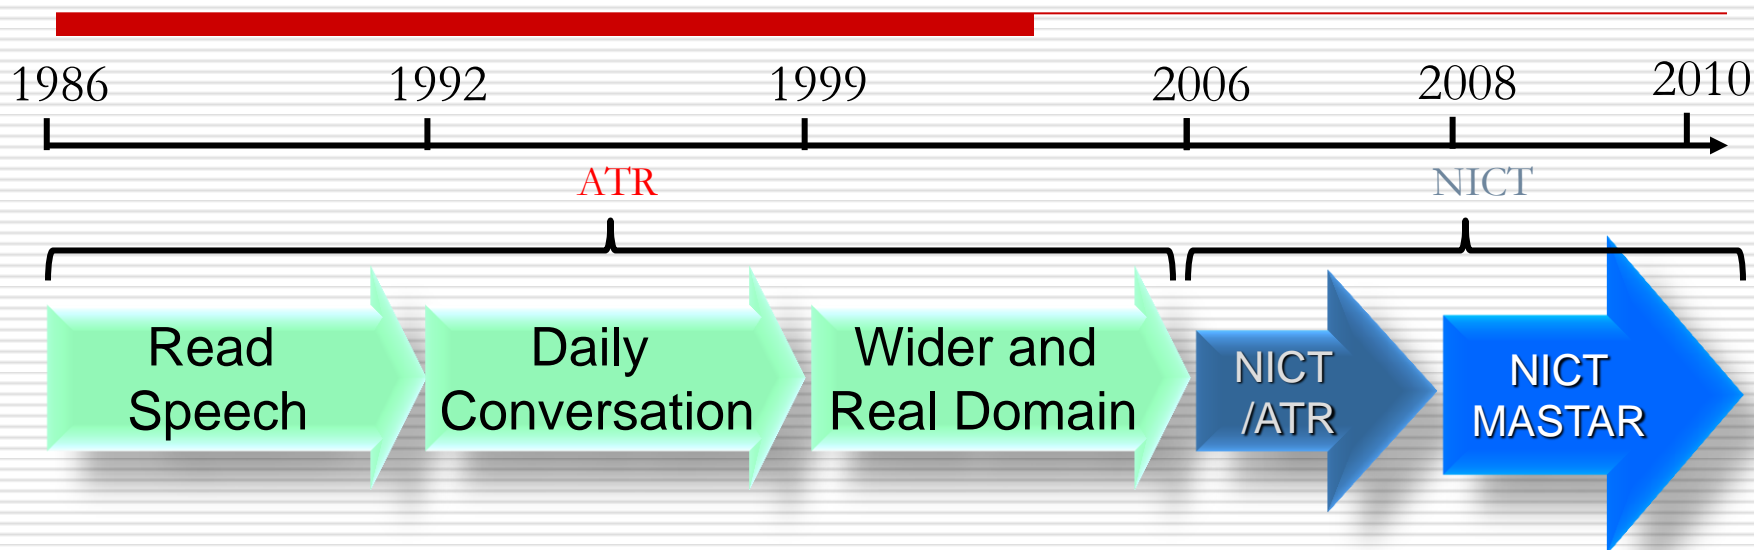 1986 1992 1999 2006 2008 2010
ATR NICT
Read
Speech
Daily
Conversation
Wider and
Real Domain
NICT
/ATR
NICT
MASTAR